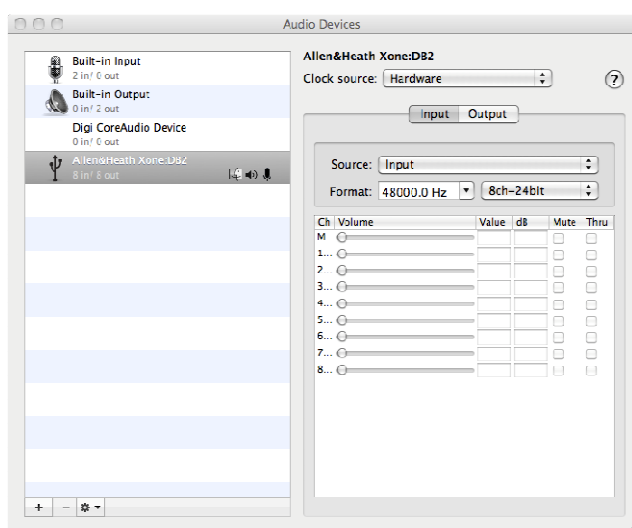 Audio Devices
Built-in Input
2 in/ 0 out
Built-in Output
0 in/ 2 out
Digi CoreAudio Device
0 in/ 0 out
Allen&Heath Xone:DB2
8 in/ 8 out
Allen&Heath Xone:DB2
Clock source: Hardware
?
Input Output
Source: Input
Format: 48000.0 Hz 8ch-24bit
Ch Volume Value dB Mute Thru
M
1...
2...
3...
4...
5...
6...
7...
8...
+ −